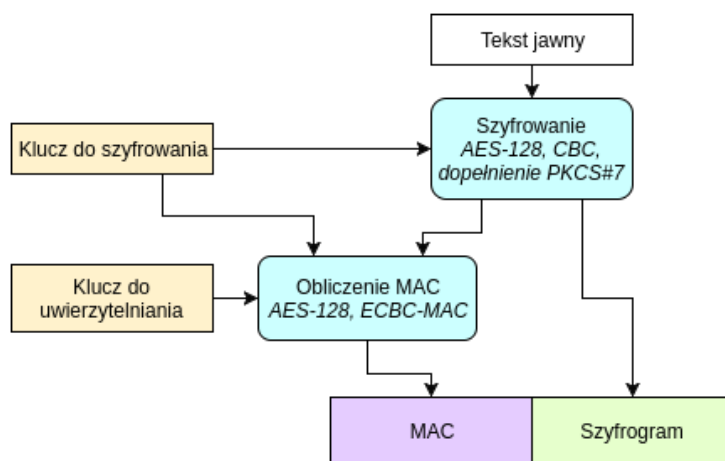 Tekst jawny
Szyfrowanie
AES-128, CBC,
dopełnienie PKCS#7
Klucz do szyfrowania
Klucz do
uwierzytelniania
Obliczenie MAC
AES-128, ECBC-MAC
MAC
Szyfrogram